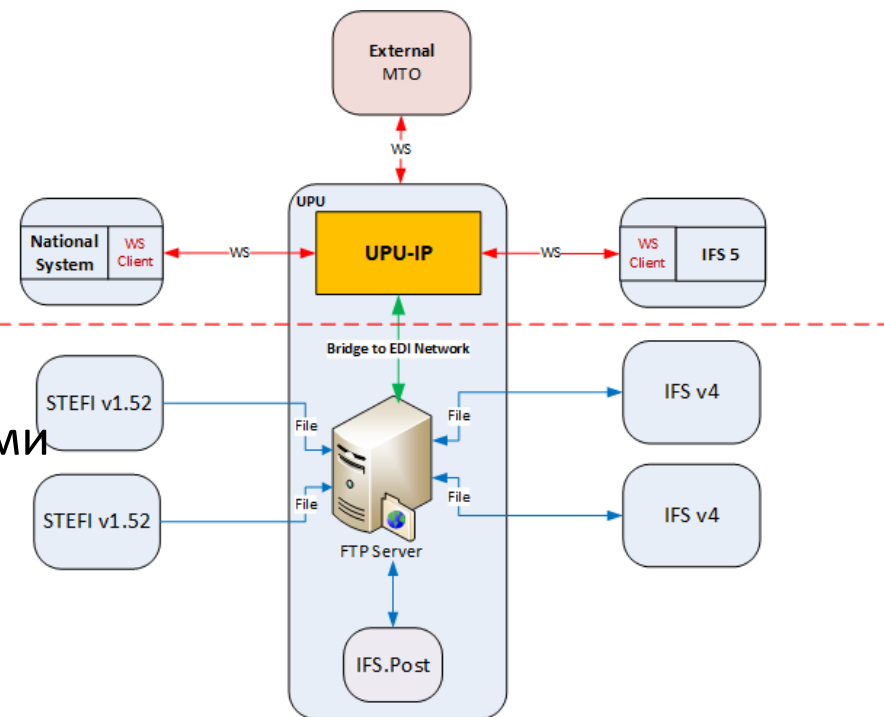 External
MTO
WS
UPU
National
System
WS
Client
WS
UPU-IP
WS
WS
Client
IFS 5
Bridge to EDI Network
STEFI v1.52
File
File
IFS v4
ми
STEFI v1.52
File
File
IFS v4
FTP Server
IFS.Post